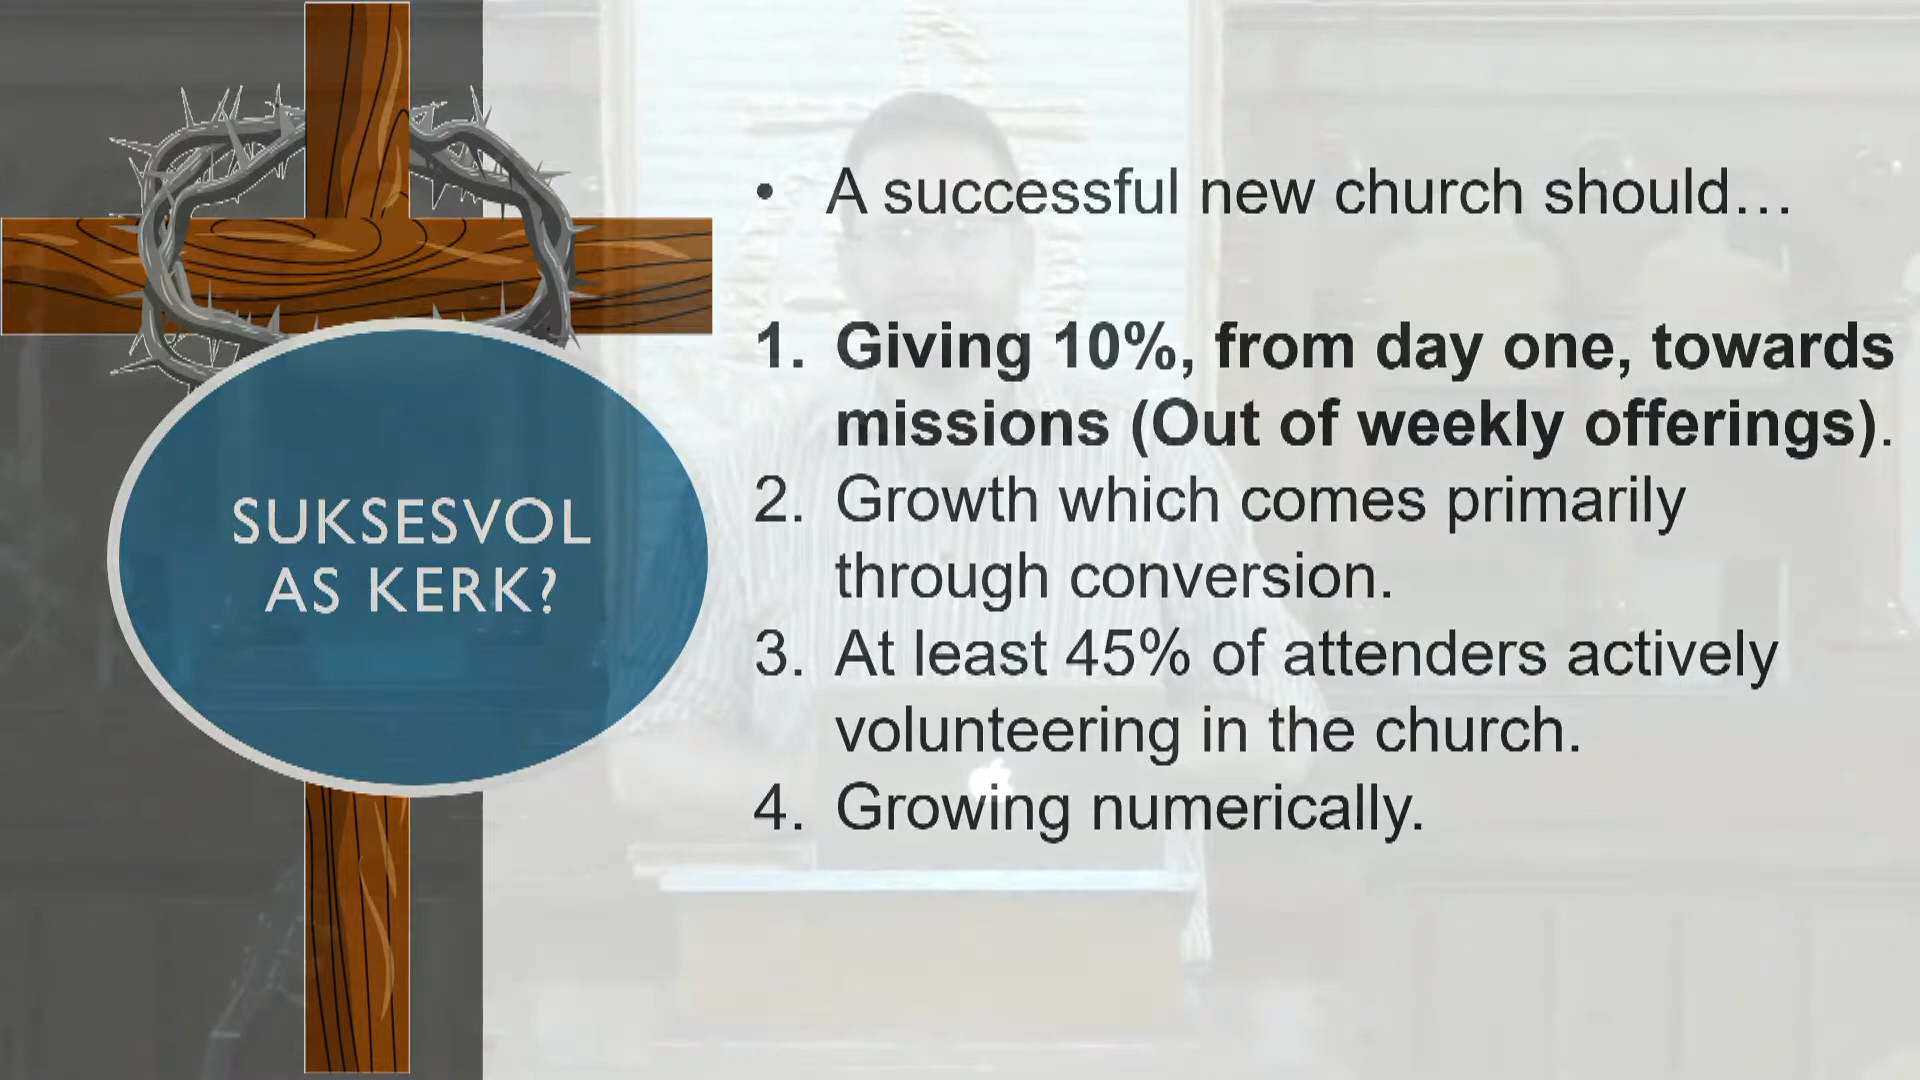 SUKSESVOL
AS KERK?
• A successful new church should…
1. Giving 10%, from day one, towards
missions (Out of weekly offerings).
2. Growth which comes primarily
through conversion.
3. At least 45% of attenders actively
volunteering in the church.
4. Growing numerically.